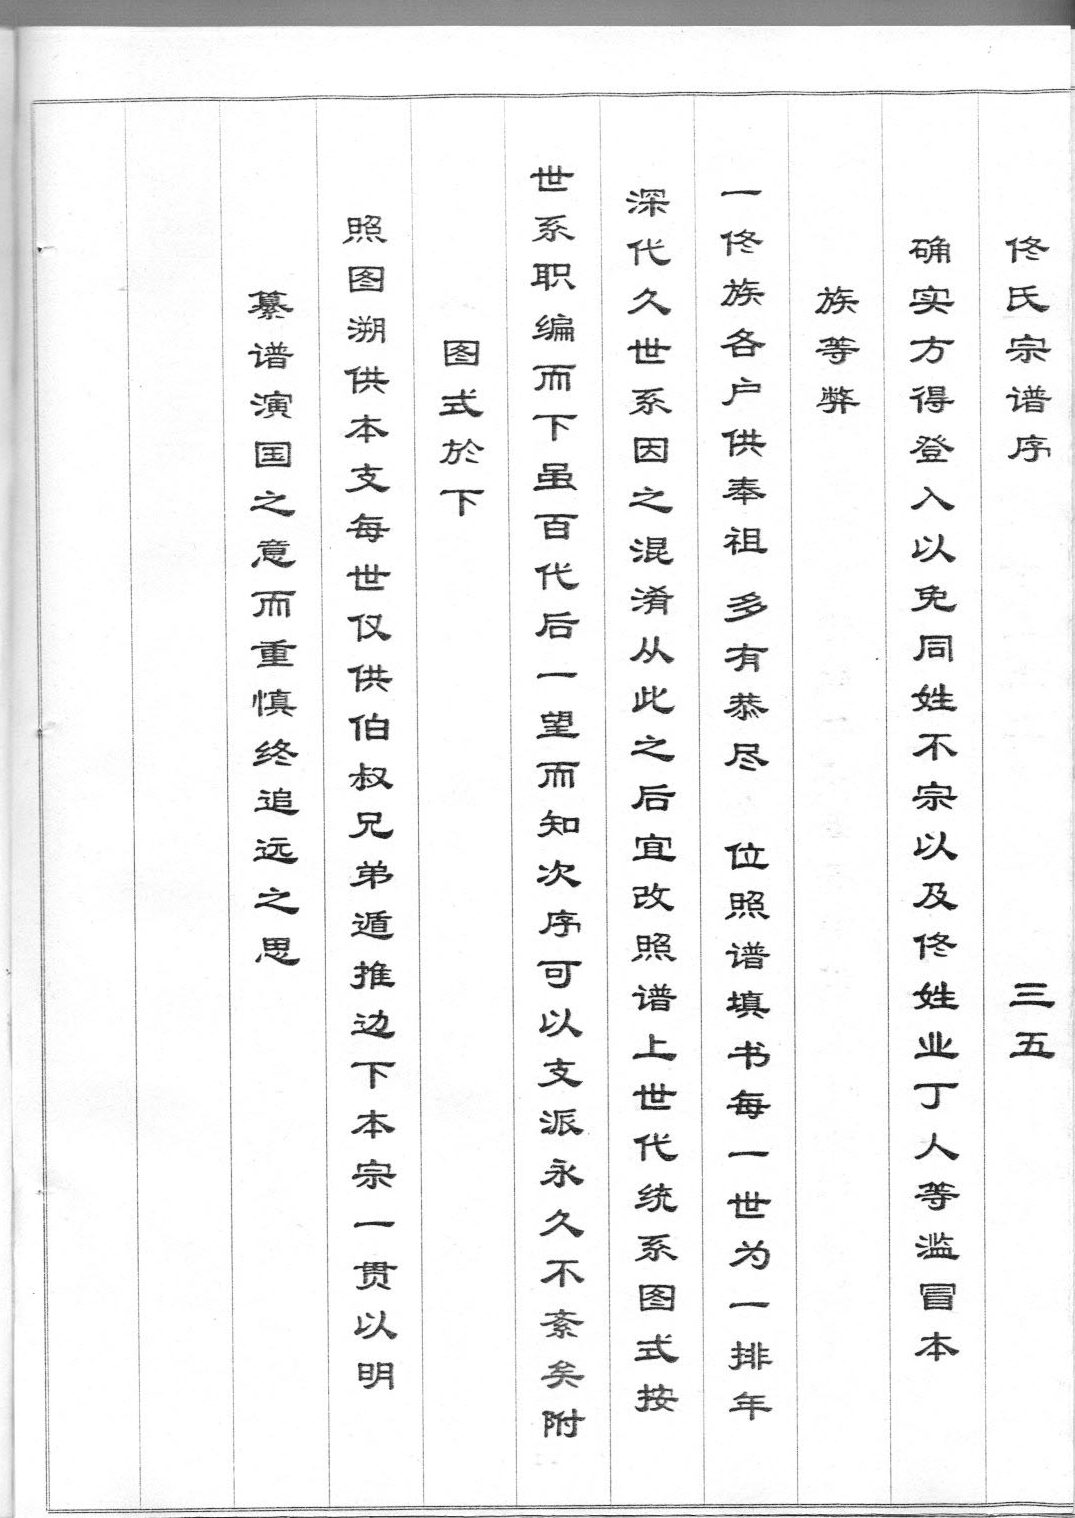 佟氏宗谱序 三五
确实方得登入以免同姓不宗以及佟姓业丁人等滥冒本
族等弊
一佟族各户供奉祖 多有恭尽 位照谱填书每一世为一排年
深代久世系因之混淆从此之后宜改照谱上世代统系图式按
世系职编而下虽百代后一望而知次序可以支派永久不紊矣附
图式於下
照图溯供本支每世仅供伯叔兄弟遁推边下本宗一贯以明
纂谱演国之意而重慎终追远之思